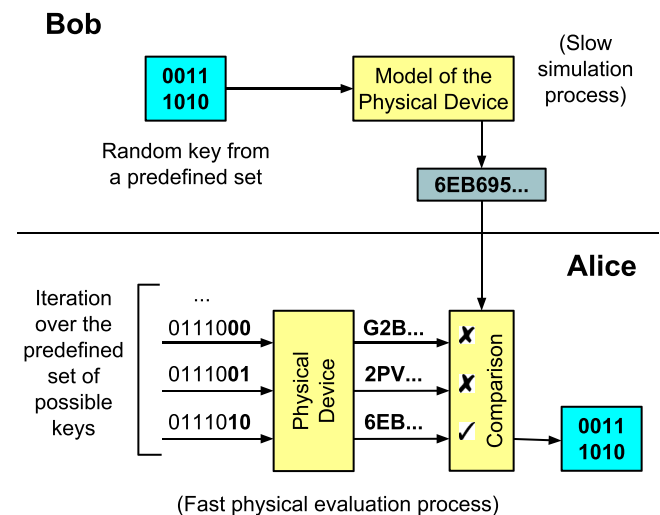 Bob
0011
1010
Model of the
Physical Device
(Slow
simulation
process)
Random key from
a predefined set
6EB695...
Alice
Iteration
over the
predefined
set of
possible
keys
...
0111000
0111001
0111010
Physical
Device
G2B...
2PV...
6EB...
✗
✗
✓
Comparison
0011
1010
(Fast physical evaluation process)